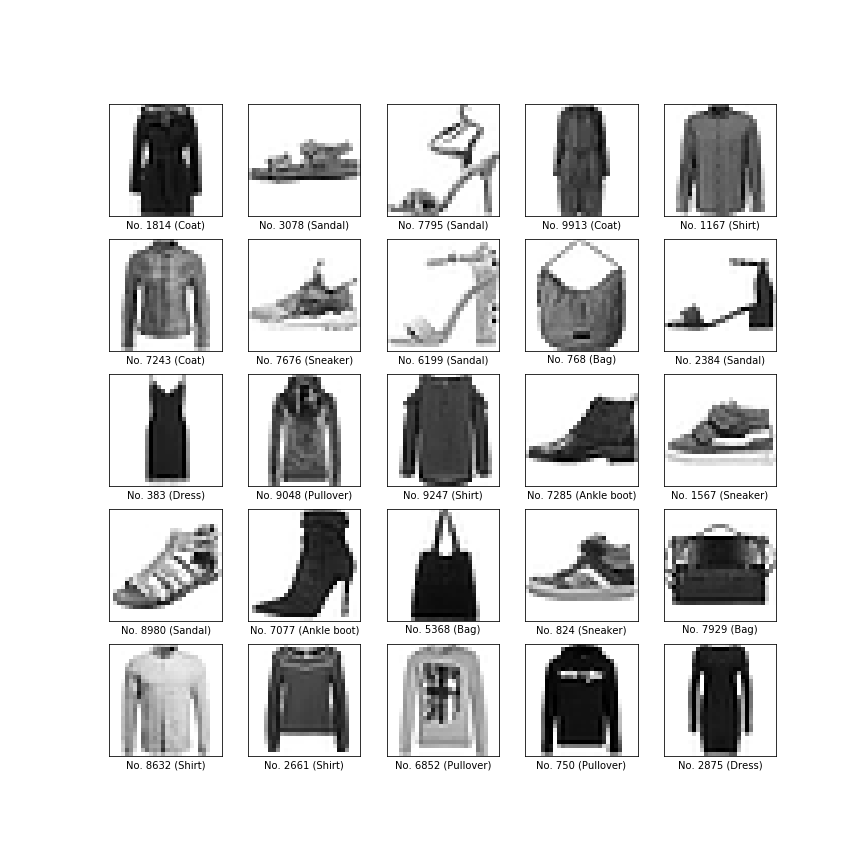 No. 1814 (Coat)
No. 3078 (Sandal)
No. 7795 (Sandal)
No. 9913 (Coat)
No. 1167 (Shirt)
No. 7243 (Coat)
No. 7676 (Sneaker)
No. 6199 (Sandal)
No. 768 (Bag)
No. 2384 (Sandal)
No. 383 (Dress)
No. 9048 (Pullover)
No. 9247 (Shirt)
No. 7285 (Ankle boot)
No. 1567 (Sneaker)
No. 8980 (Sandal)
No. 7077 (Ankle boot)
No. 5368 (Bag)
No. 824 (Sneaker)
No. 7929 (Bag)
No. 8632 (Shirt)
No. 2661 (Shirt)
No. 6852 (Pullover)
No. 750 (Pullover)
No. 2875 (Dress)